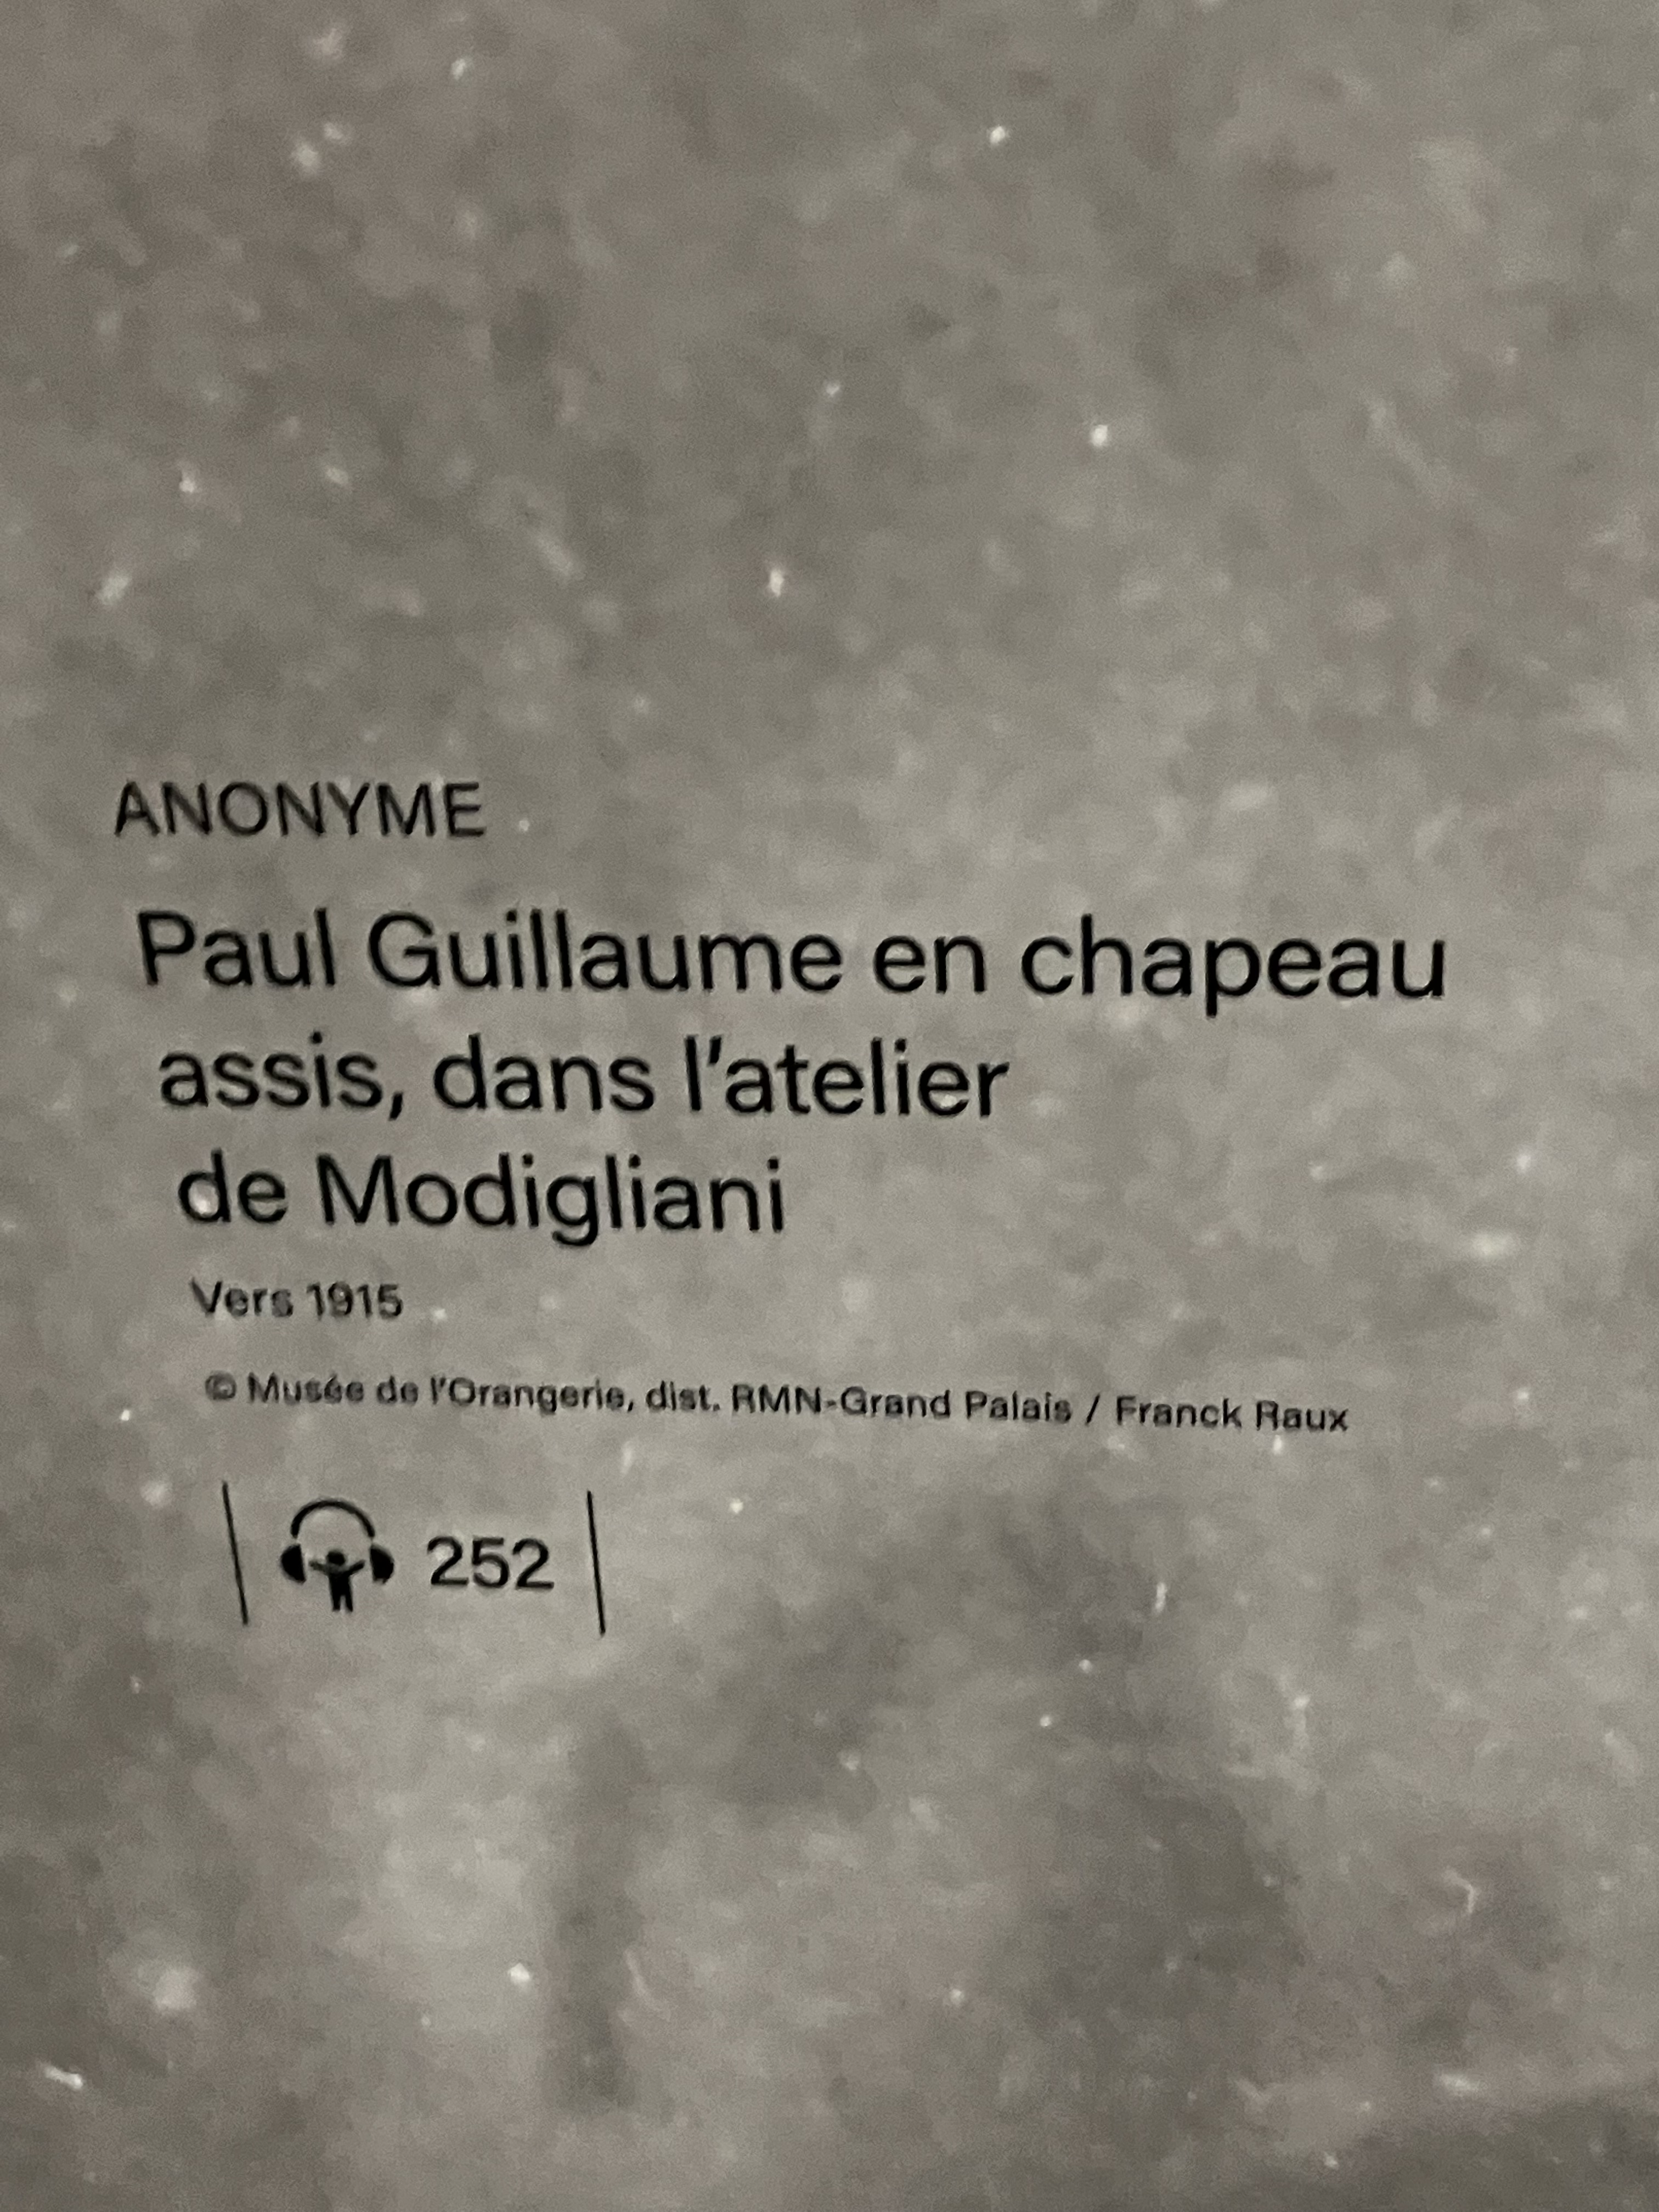 ANONYME
Paul Guillaume en chapeau
assis, dans l'atelier
de Modigliani
Vers 1915
© Musée de l'Orangerie, dist. RMN-Grand Palais / Franck Raux
252